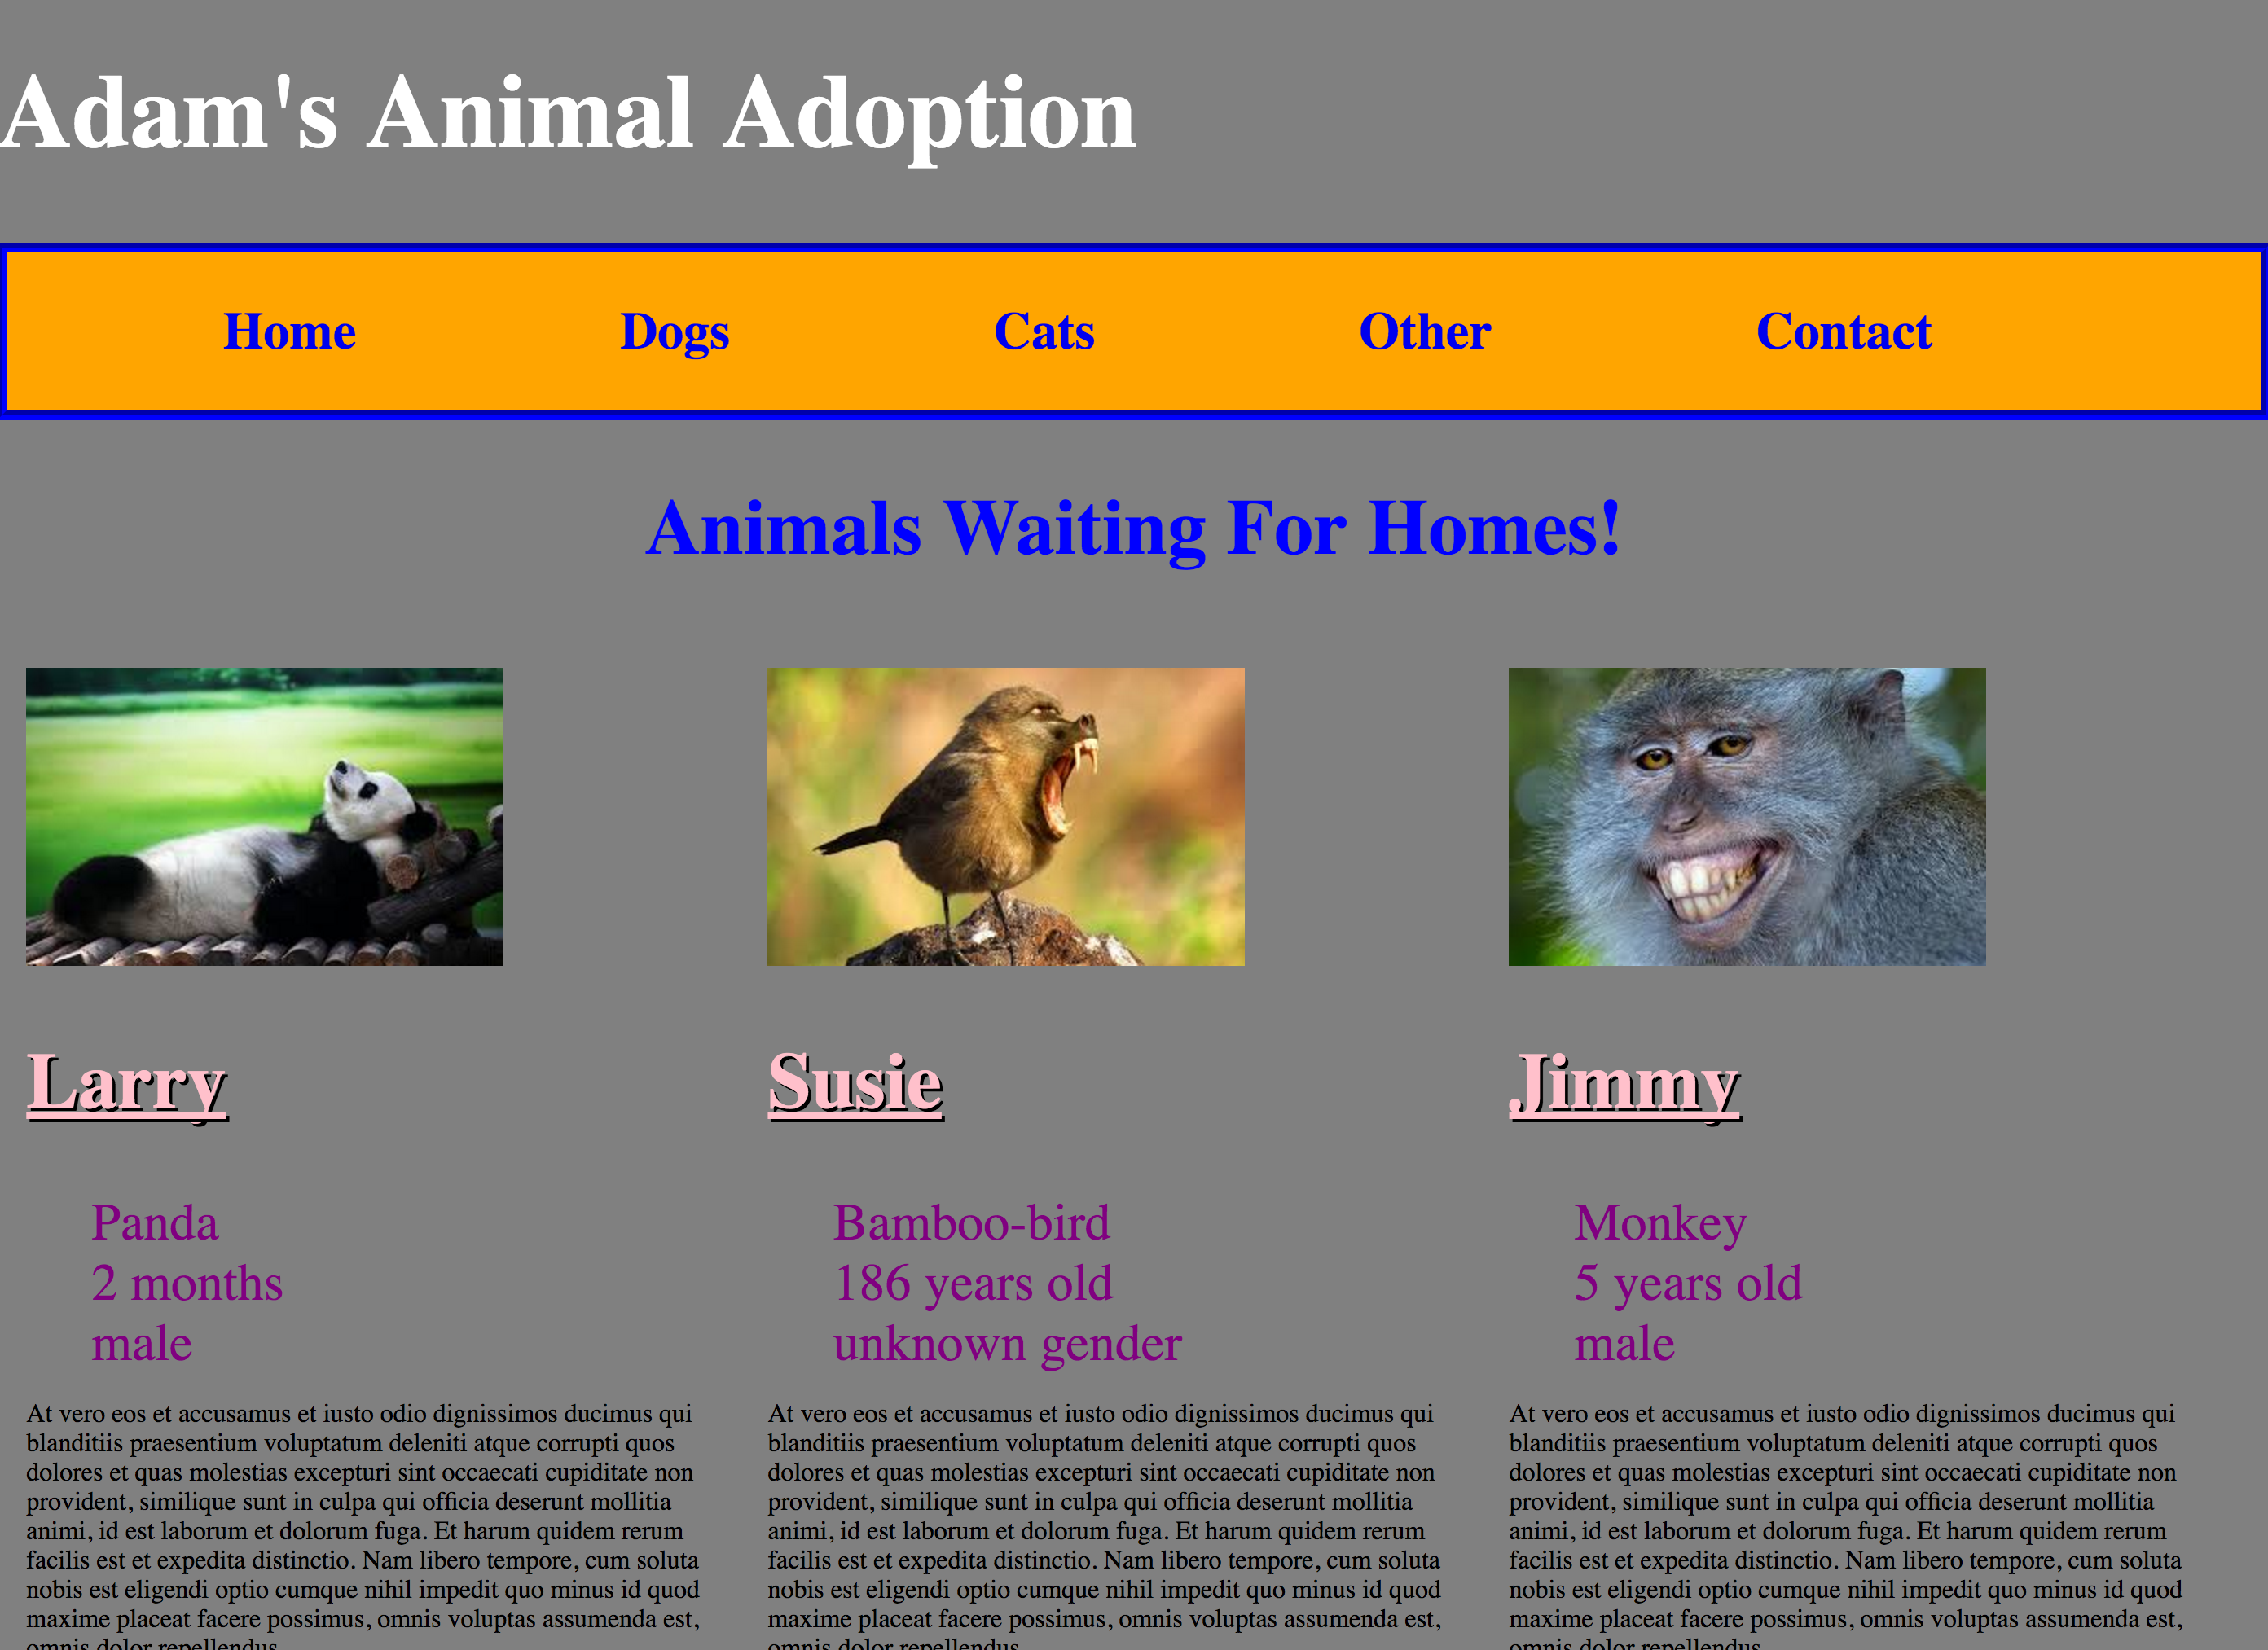 Adam's Animal Adoption
Home Dogs Cats Other Contact
Animals Waiting For Homes!
Larry
Panda
2 months
male
At vero eos et accusamus et iusto odio dignissimos ducimus qui
blanditiis praesentium voluptatum deleniti atque corrupti quos
dolores et quas molestias excepturi sint occaecati cupiditate non
provident, similique sunt in culpa qui officia deserunt mollitia
animi, id est laborum et dolorum fuga. Et harum quidem rerum
facilis est et expedita distinctio. Nam libero tempore, cum soluta
nobis est eligendi optio cumque nihil impedit quo minus id quod
maxime placeat facere possimus, omnis voluptas assumenda est,
omnis dolor repellendus.
Susie
Bamboo-bird
186 years old
unknown gender
At vero eos et accusamus et iusto odio dignissimos ducimus qui
blanditiis praesentium voluptatum deleniti atque corrupti quos
dolores et quas molestias excepturi sint occaecati cupiditate non
provident, similique sunt in culpa qui officia deserunt mollitia
animi, id est laborum et dolorum fuga. Et harum quidem rerum
facilis est et expedita distinctio. Nam libero tempore, cum soluta
nobis est eligendi optio cumque nihil impedit quo minus id quod
maxime placeat facere possimus, omnis voluptas assumenda est,
omnis dolor repellendus.
Jimmy
Monkey
5 years old
male
At vero eos et accusamus et iusto odio dignissimos ducimus qui
blanditiis praesentium voluptatum deleniti atque corrupti quos
dolores et quas molestias excepturi sint occaecati cupiditate non
provident, similique sunt in culpa qui officia deserunt mollitia
animi, id est laborum et dolorum fuga. Et harum quidem rerum
facilis est et expedita distinctio. Nam libero tempore, cum soluta
nobis est eligendi optio cumque nihil impedit quo minus id quod
maxime placeat facere possimus, omnis voluptas assumenda est,
omnis dolor repellendus.